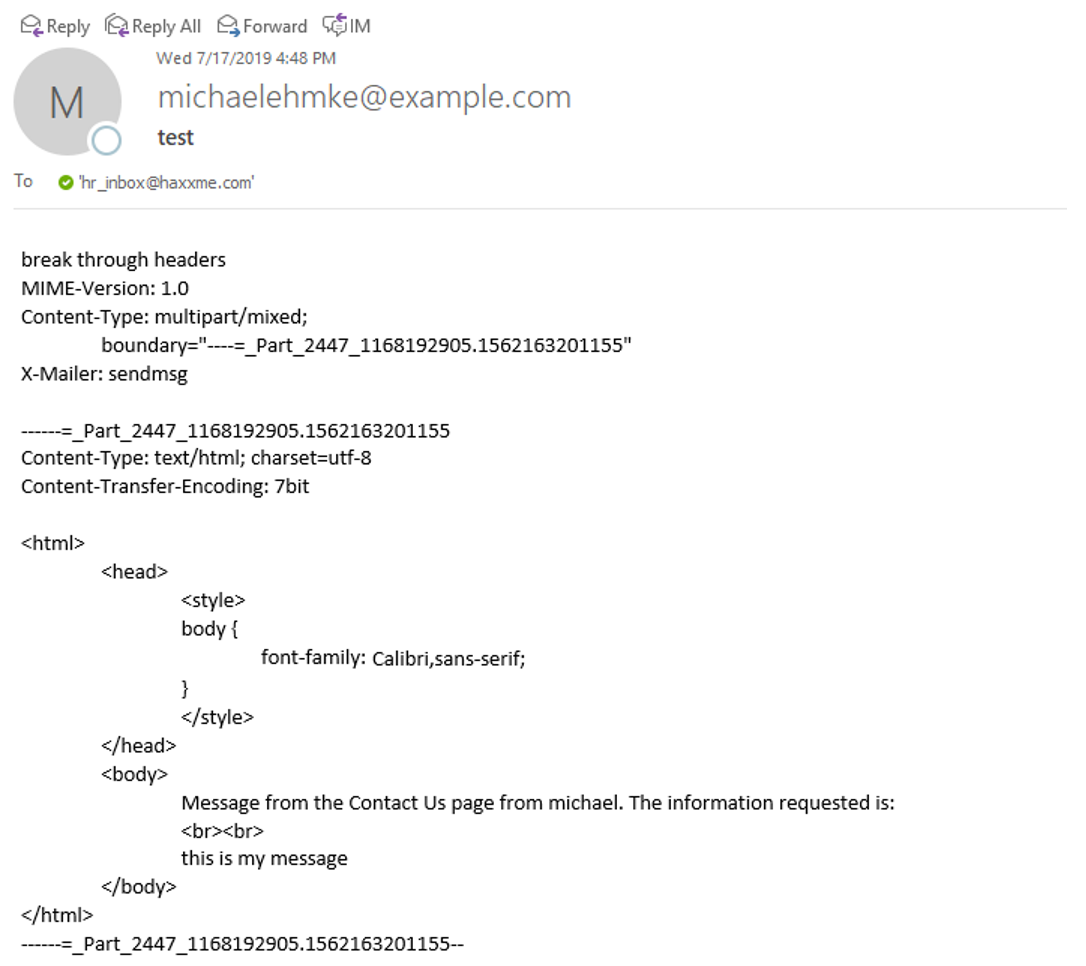 Reply Reply All Forward IM
Wed 7/17/2019 4:48 PM
M
michaelehmke@example.com
test
To 'hr_inbox@haxxme.com'
break through headers
MIME-Version: 1.0
Content-Type: multipart/mixed;
boundary="----=_Part_2447_1168192905.1562163201155"
X-Mailer: sendmsg
------=_Part_2447_1168192905.1562163201155
Content-Type: text/html; charset=utf-8
Content-Transfer-Encoding: 7bit
<html>
<head>
<style>
body {
font-family: Calibri,sans-serif;
}
</style>
</head>
<body>
Message from the Contact Us page from michael. The information requested is:
<br><br>
this is my message
</body>
</html>
------=_Part_2447_1168192905.1562163201155--